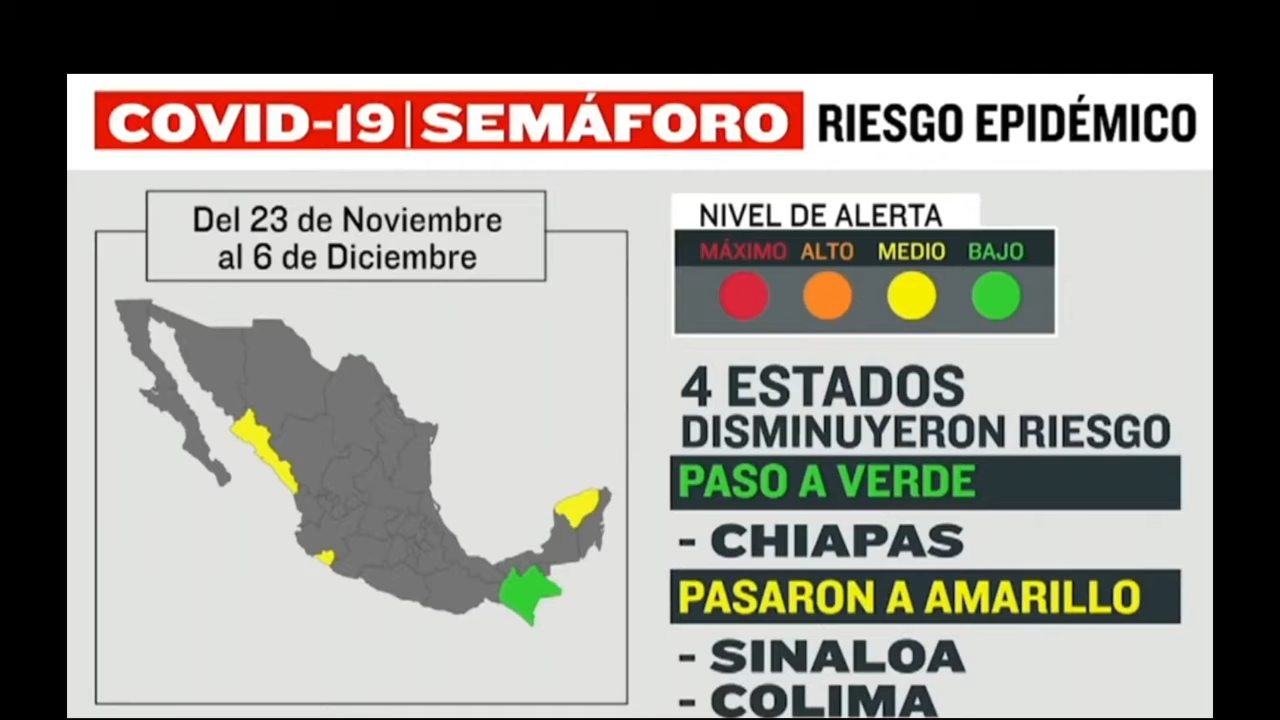 COVID-19 | SEMÁFORO RIESGO EPIDÉMICO
Del 23 de Noviembre
al 6 de Diciembre
NIVEL DE ALERTA
MÁXIMO ALTO MEDIO BAJO
4 ESTADOS
DISMINUYERON RIESGO
PASO A VERDE
- CHIAPAS
PASARON A AMARILLO
- SINALOA
- COLIMA